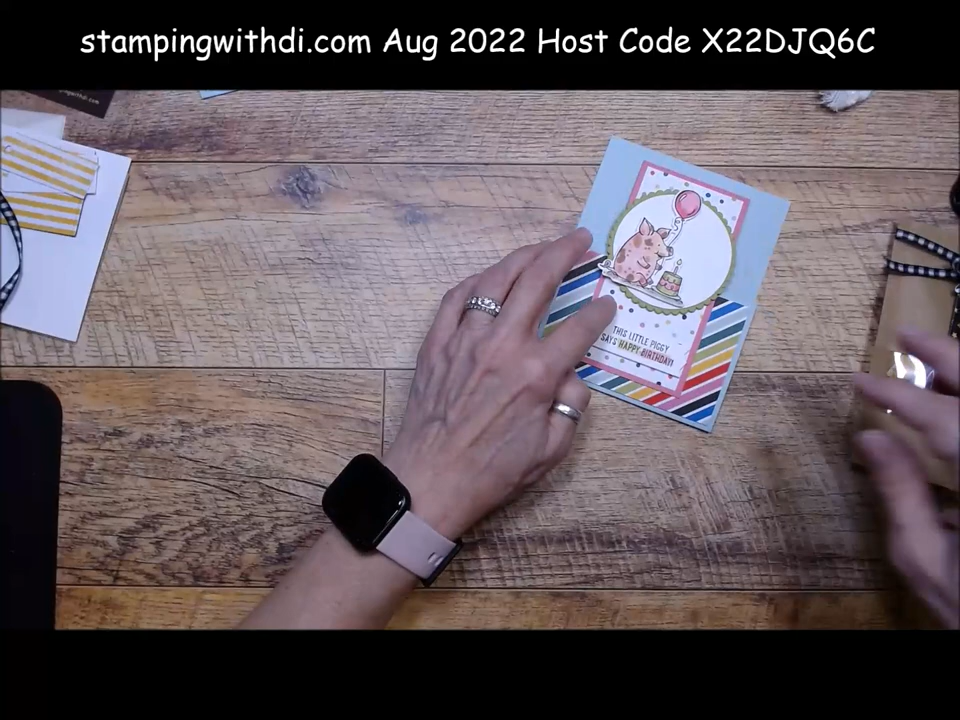 stampingwithdi.com Aug 2022 Host Code X22DJQ6C
THIS LITTLE PIGGY
SAYS HAPPY BIRTHDAY!